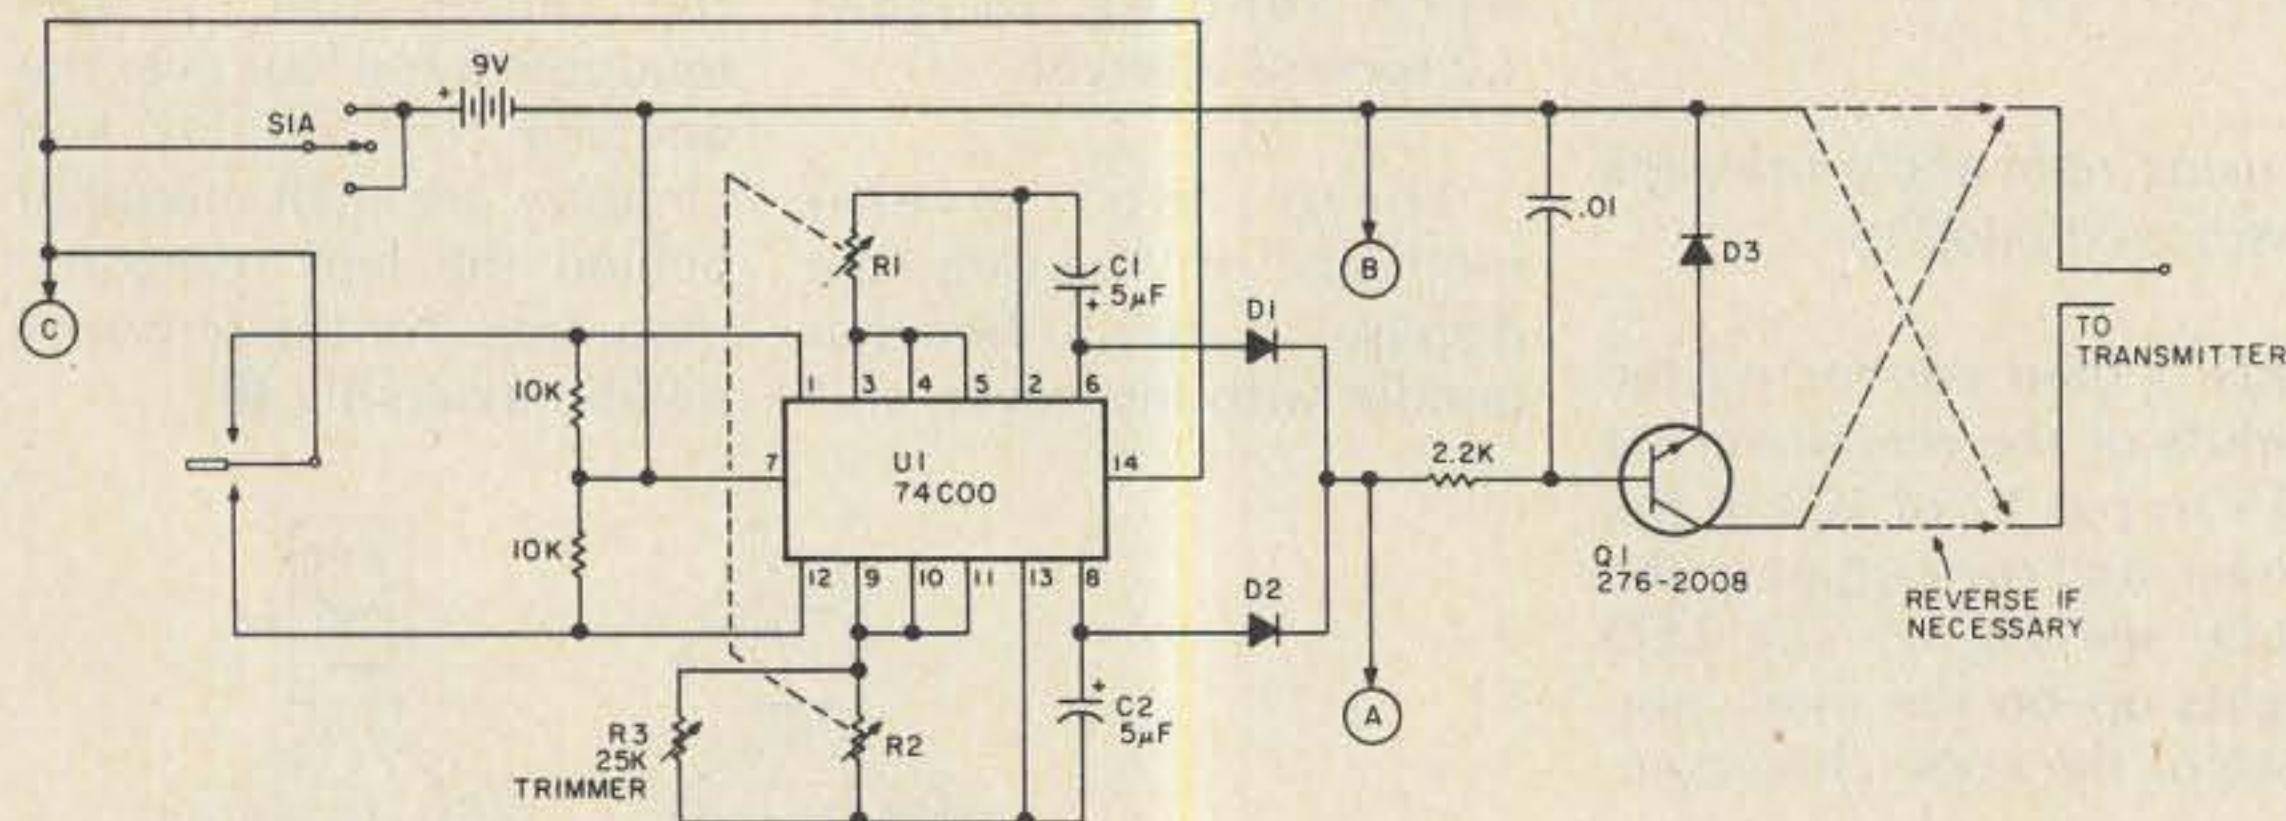 9V
+
S1A
C
10K
10K
R1
C1
5µF
+
1
3
4
5
2
6
7
U1
74C00
14
12
9
10
11
13
8
R3
25K
TRIMMER
R2
+
C2
5µF
D1
D2
B
A
2.2K
.01
D3
Q1
276-2008
TO
TRANSMITTER
REVERSE IF
NECESSARY